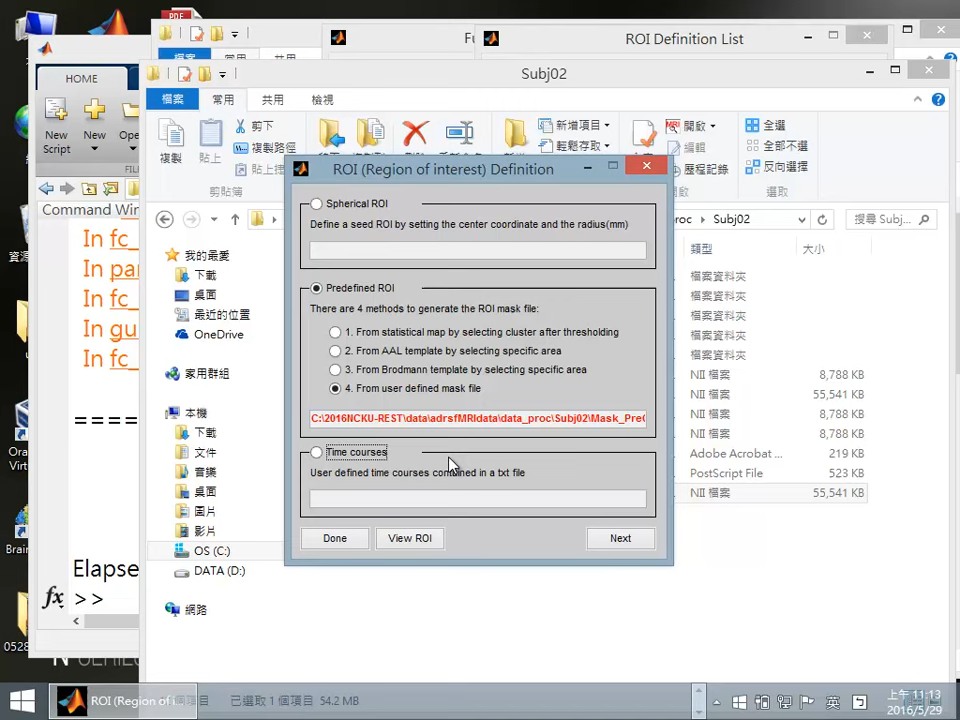 PDF
ROI Definition List
Subj02
HOME
檔案
常用
共用
檢視
New
Script
New
Ope
複製
貼上
剪下
複製路徑
新增項目
輕鬆存取
開啟
編輯
歷程記錄
全選
全部不選
反向選擇
FIL
剪貼簿
選取
ROI (Region of interest) Definition
Command Win
In fc_
In par
In fc_
In gu
In fc_
Elapse
fx >>
我的最愛
下載
桌面
最近的位置
OneDrive
家用群組
本機
下載
文件
音樂
桌面
圖片
影片
OS (C:)
DATA (D:)
網路
Spherical ROI
Define a seed ROI by setting the center coordinate and the radius(mm)
Predefined ROI
There are 4 methods to generate the ROI mask file:
1. From statistical map by selecting cluster after thresholding
2. From AAL template by selecting specific area
3. From Brodmann template by selecting specific area
4. From user defined mask file
C:\2016NCKU-REST\data\adrsfMRIdata\data_proc\Subj02\Mask_Pre
Time courses
User defined time courses contained in a txt file
Done
View ROI
Next
roc
Subj02
搜尋 Subj...
類型
大小
檔案資料夾
檔案資料夾
檔案資料夾
檔案資料夾
檔案資料夾
NII 檔案 8,788 KB
NII 檔案 55,541 KB
NII 檔案 8,788 KB
NII 檔案 8,788 KB
Adobe Acrobat ... 219 KB
PostScript File 473 KB
NII 檔案 55,541 KB
Oracl
Virt
Brain
0528
ROI (Region of i
項目
已選取 1 個項目 54.2 MB
英
上午 11:13
2016/5/29